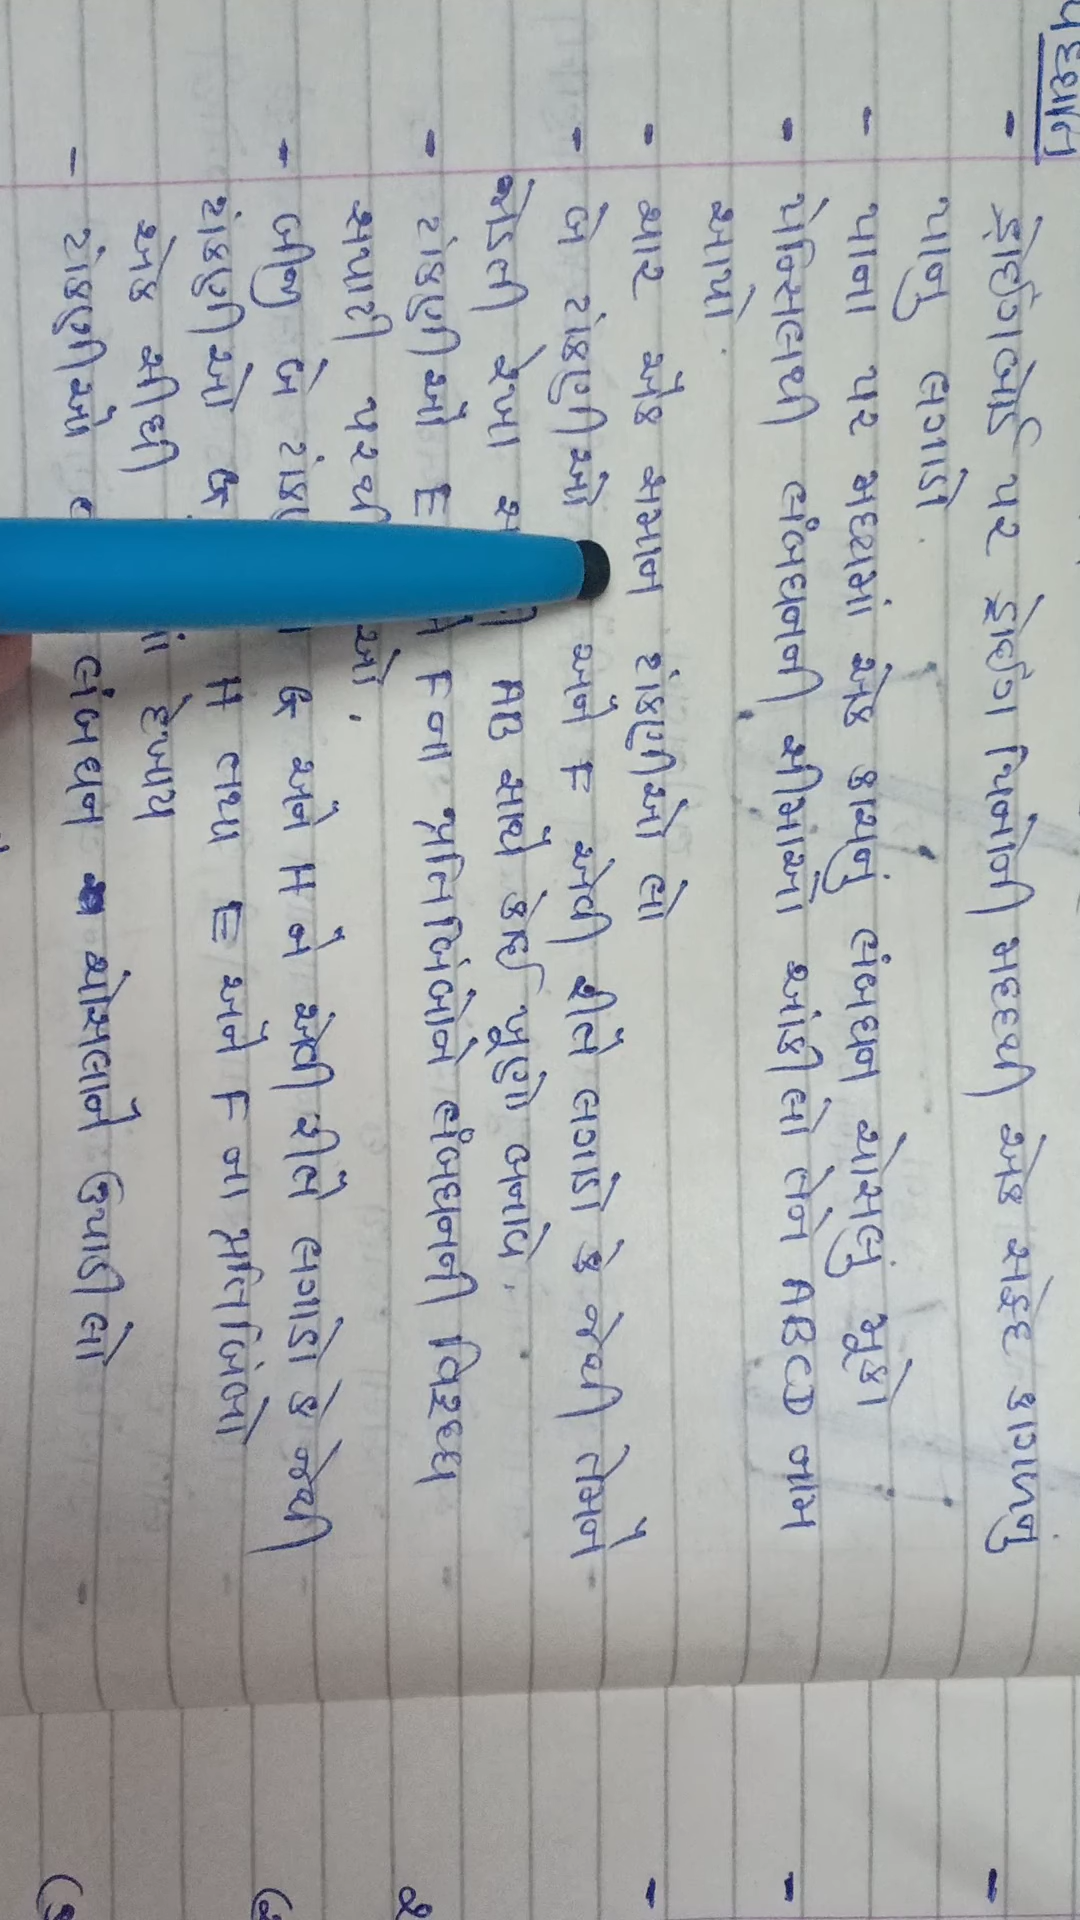 પદ્ધતિ
- ડ્રોઈંગબોર્ડ પર ડ્રોઈંગ પિનોની મદદથી એક સફેદ કાગળનું
પાનુ લગાડો.
- પાના પર મધ્યમાં એક કાચનું લંબઘન ચોસલુ મૂકો
- પેન્સિલથી લંબઘનની સીમાઓ આંકી લો તેને ABCD નામ
આપો.
- ચાર એક સમાન ટાંકણીઓ લો
- બે ટાંકણીઓ અને F એવી રીતે લગાડો કે જેથી તેમને
જોડતી રેખા AB સાથે કોઈ ખૂણો બનાવે.
- ટાંકણીઓ E F ના પ્રતિબિંબોને લંબઘનની વિરૂદ્ધ
સપાટી પરથી ઓ.
- બીજી બે G અને H ને એવી રીતે લગાડો કે જેથી
ટાંકણીઓ G H તથા E અને F ના પ્રતિબિંબો
એક સીધી દેખાય
- ટાંકણીઓ લંબઘન ચોસલાને ઉપાડી લો
2